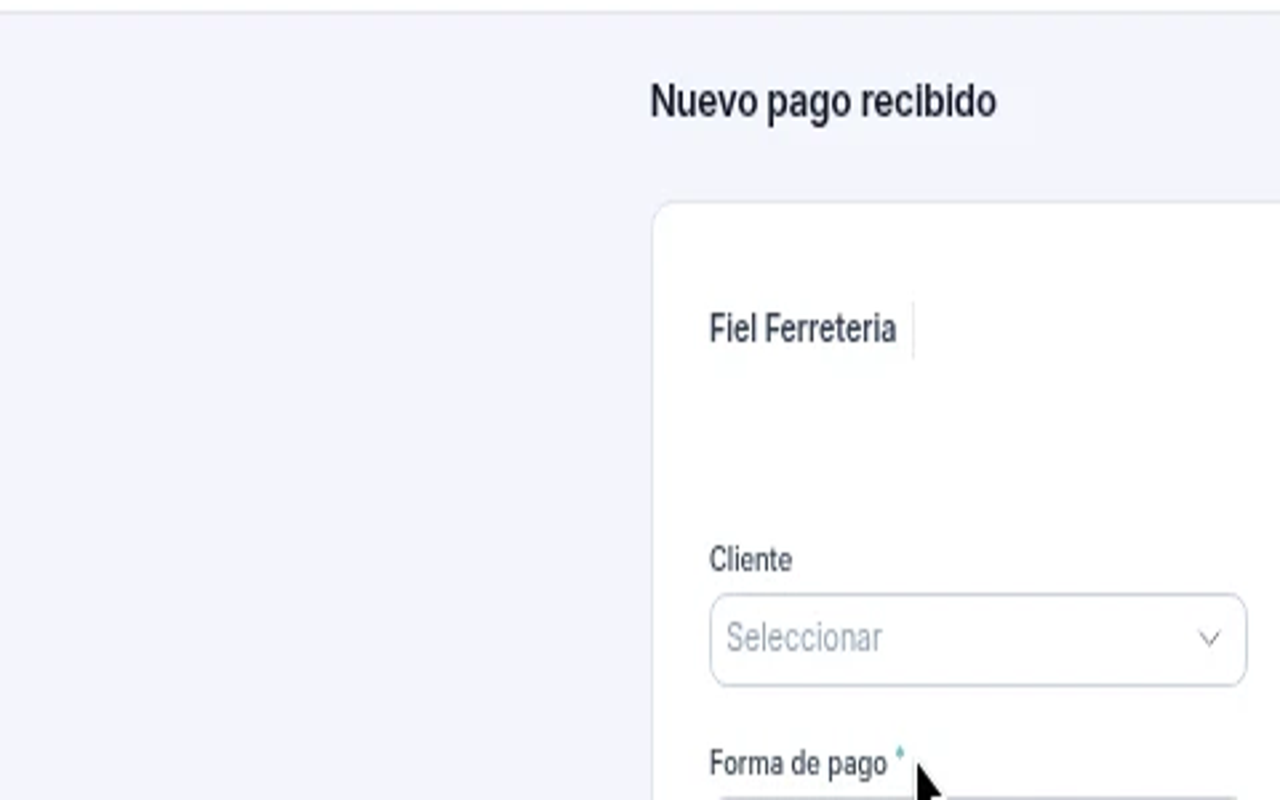 Nuevo pago recibido
Fiel Ferreteria
Cliente
Seleccionar
Forma de pago *